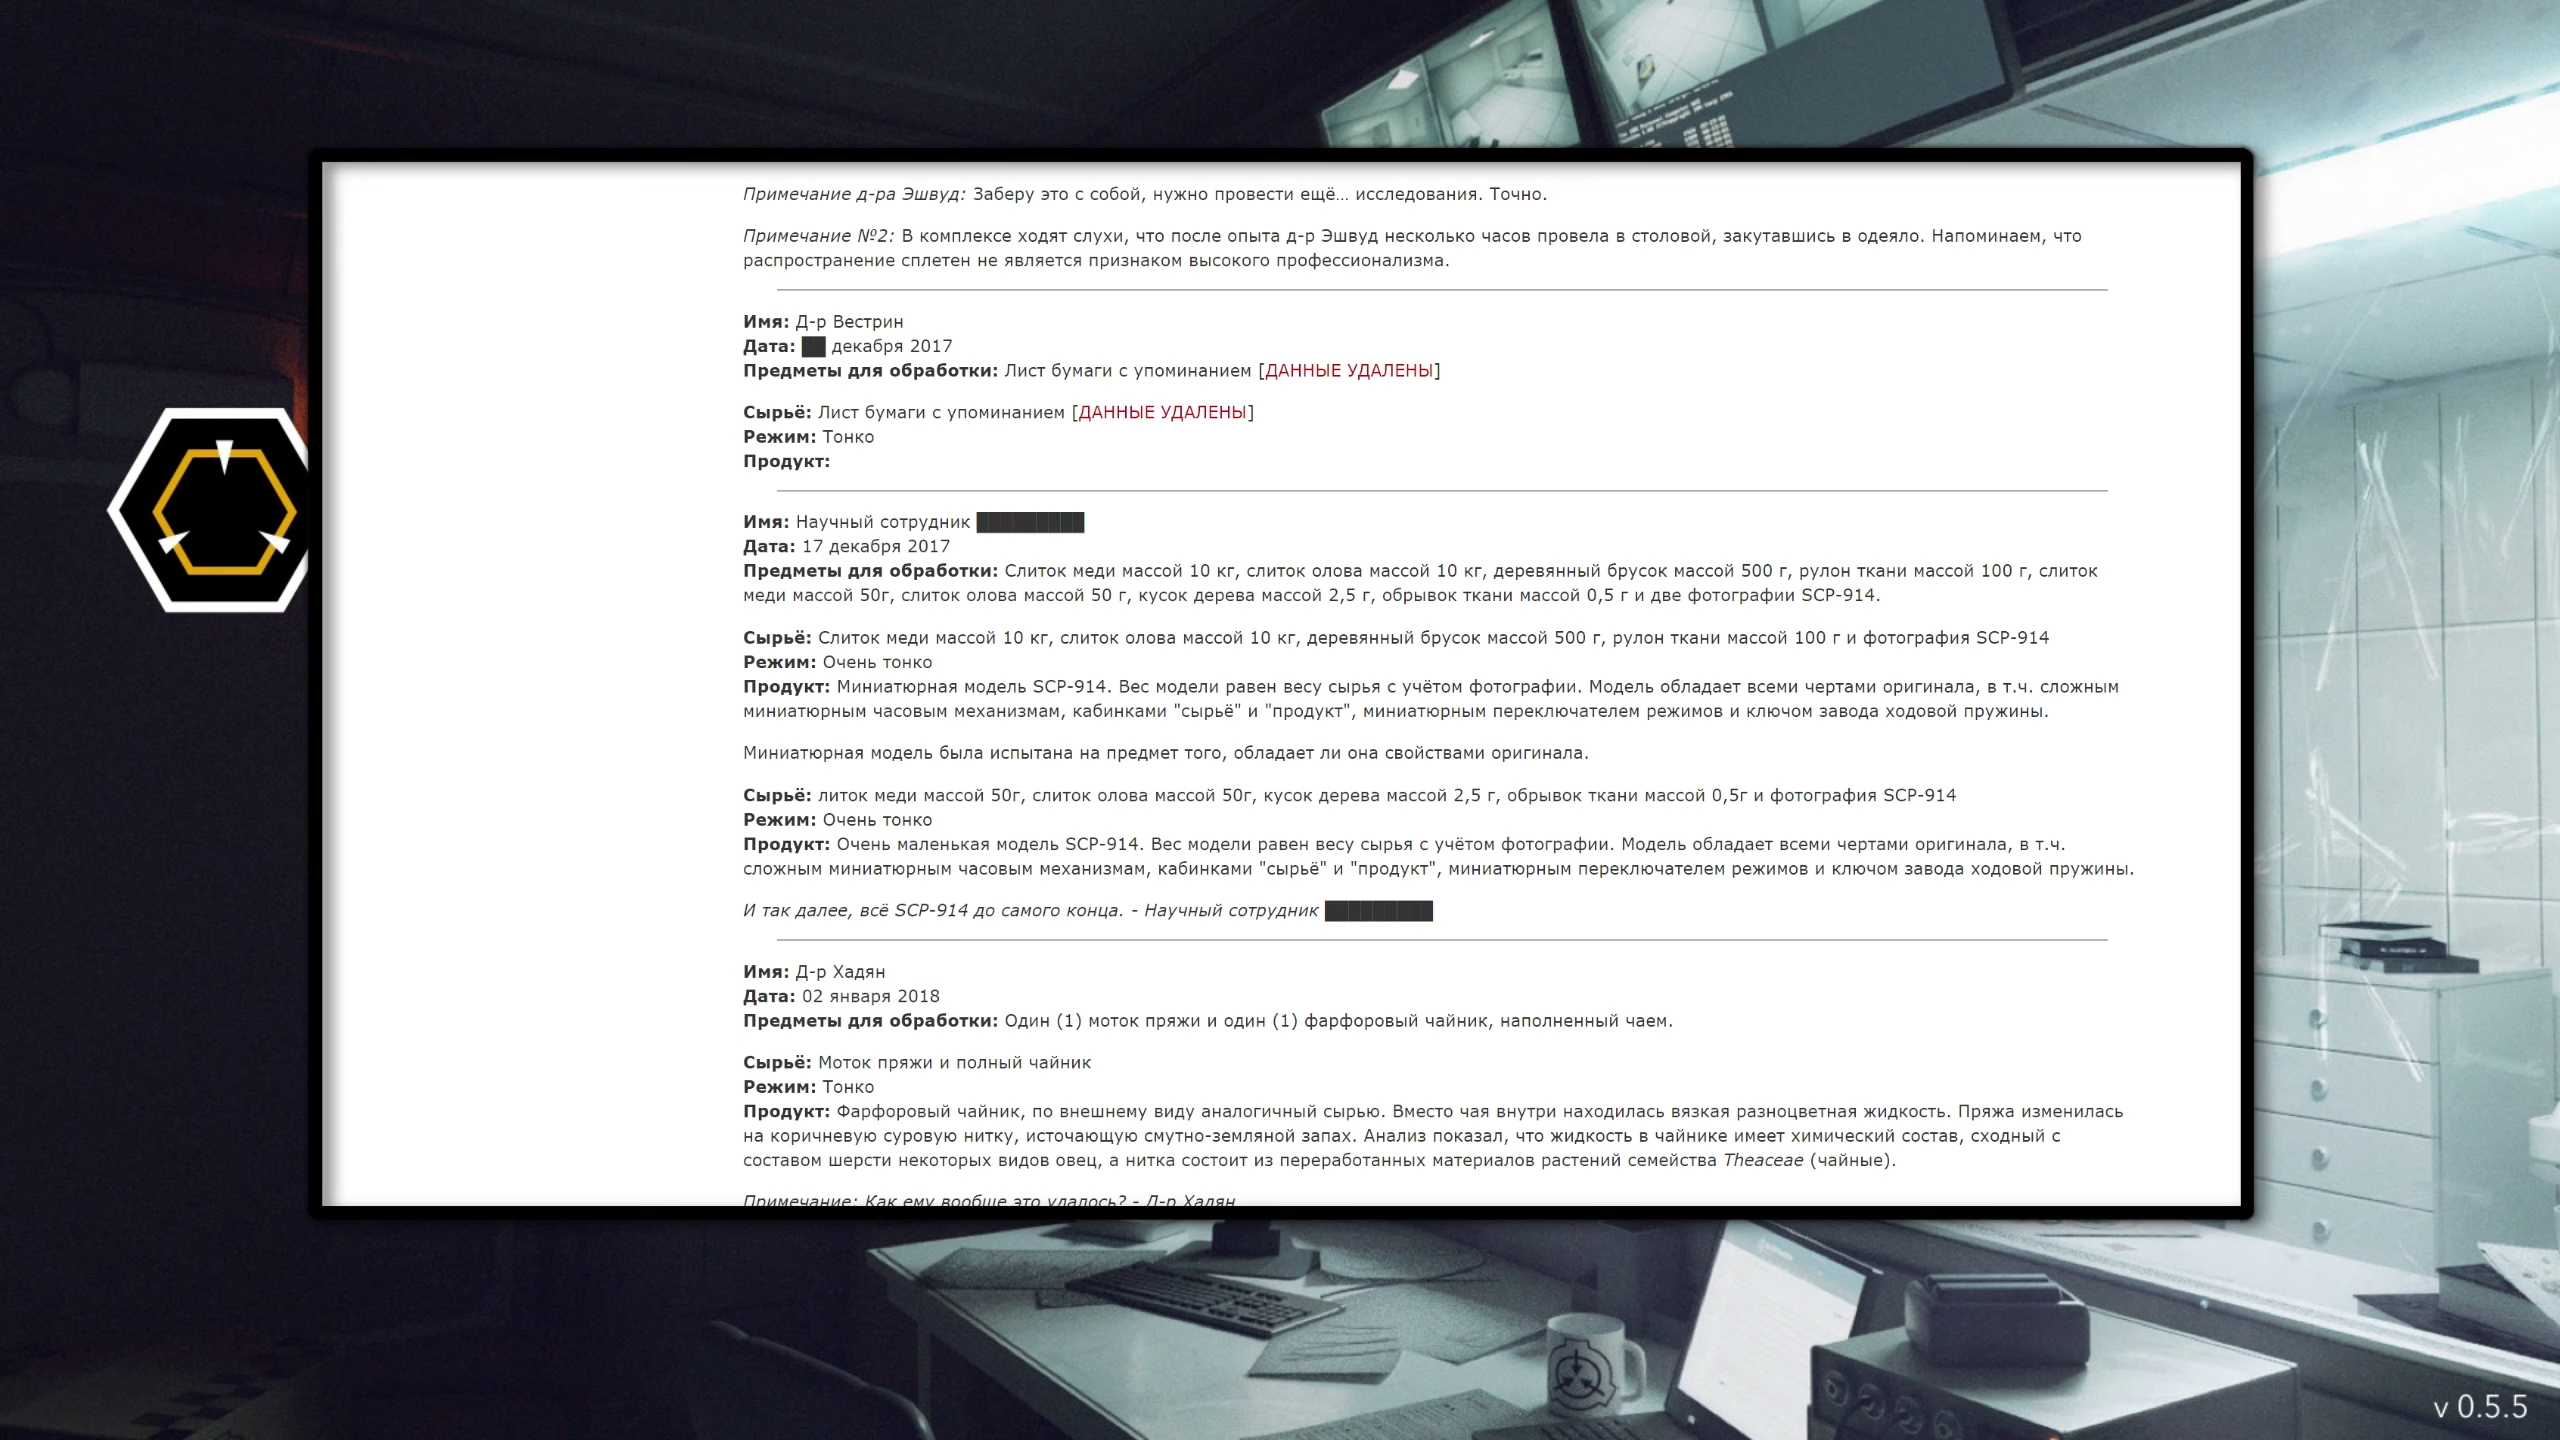 Примечание д-ра Эшвуд: Заберу это с собой, нужно провести ещё... исследования. Точно.
Примечание №2: В комплексе ходят слухи, что после опыта д-р Эшвуд несколько часов провела в столовой, закутавшись в одеяло. Напоминаем, что
распространение сплетен не является признаком высокого профессионализма.
Имя: Д-р Вестрин
Дата: ██ декабря 2017
Предметы для обработки: Лист бумаги с упоминанием [ДАННЫЕ УДАЛЕНЫ]
Сырьё: Лист бумаги с упоминанием [ДАННЫЕ УДАЛЕНЫ]
Режим: Тонко
Продукт:
Имя: Научный сотрудник █████████
Дата: 17 декабря 2017
Предметы для обработки: Слиток меди массой 10 кг, слиток олова массой 10 кг, деревянный брусок массой 500 г, рулон ткани массой 100 г, слиток
меди массой 50г, слиток олова массой 50 г, кусок дерева массой 2,5 г, обрывок ткани массой 0,5 г и две фотографии SCP-914.
Сырьё: Слиток меди массой 10 кг, слиток олова массой 10 кг, деревянный брусок массой 500 г, рулон ткани массой 100 г и фотография SCP-914
Режим: Очень тонко
Продукт: Миниатюрная модель SCP-914. Вес модели равен весу сырья с учётом фотографии. Модель обладает всеми чертами оригинала, в т.ч. сложным
миниатюрным часовым механизмам, кабинками "сырьё" и "продукт", миниатюрным переключателем режимов и ключом завода ходовой пружины.
Миниатюрная модель была испытана на предмет того, обладает ли она свойствами оригинала.
Сырьё: литок меди массой 50г, слиток олова массой 50г, кусок дерева массой 2,5 г, обрывок ткани массой 0,5г и фотография SCP-914
Режим: Очень тонко
Продукт: Очень маленькая модель SCP-914. Вес модели равен весу сырья с учётом фотографии. Модель обладает всеми чертами оригинала, в т.ч.
сложным миниатюрным часовым механизмам, кабинками "сырьё" и "продукт", миниатюрным переключателем режимов и ключом завода ходовой пружины.
И так далее, всё SCP-914 до самого конца. - Научный сотрудник █████████
Имя: Д-р Хадян
Дата: 02 января 2018
Предметы для обработки: Один (1) моток пряжи и один (1) фарфоровый чайник, наполненный чаем.
Сырьё: Моток пряжи и полный чайник
Режим: Тонко
Продукт: Фарфоровый чайник, по внешнему виду аналогичный сырью. Вместо чая внутри находилась вязкая разноцветная жидкость. Пряжа изменилась
на коричневую суровую нитку, источающую смутно-земляной запах. Анализ показал, что жидкость в чайнике имеет химический состав, сходный с
составом шерсти некоторых видов овец, а нитка состоит из переработанных материалов растений семейства Theaceae (чайные).
Примечание: Как ему вообще это удалось? - Д-р Хадян
v 0.5.5